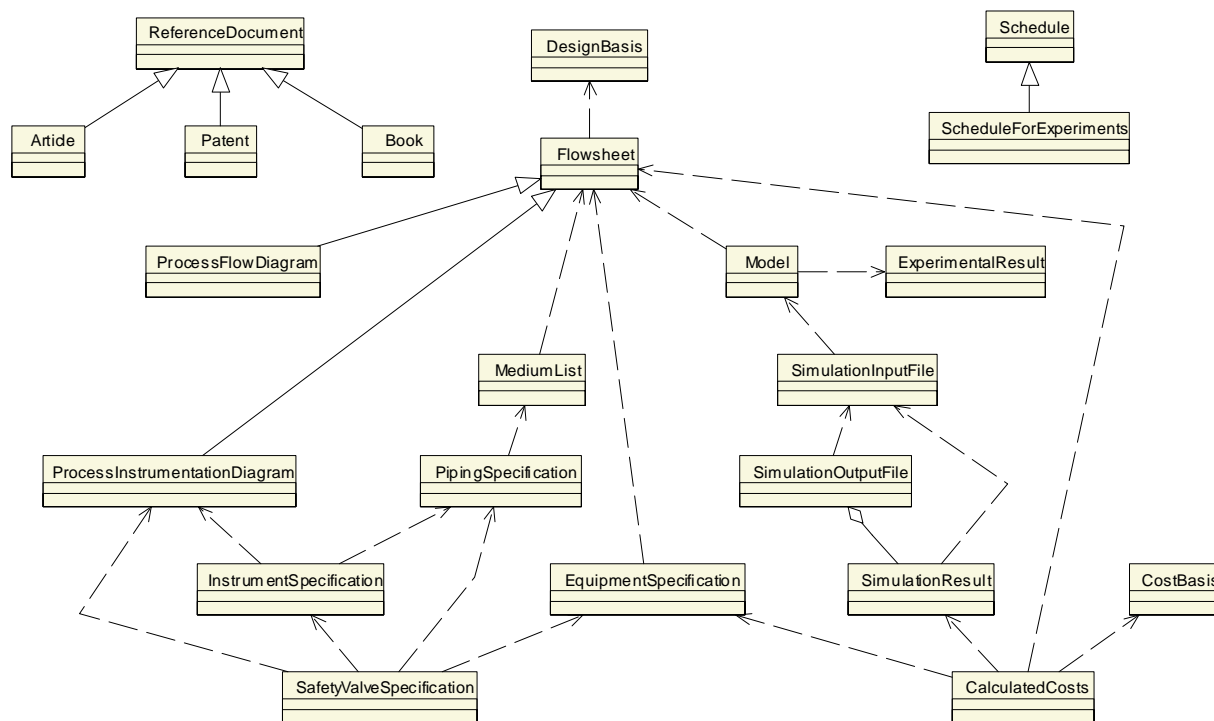 ReferenceDocument
DesignBasis
Schedule
Article
Patent
Book
Flowsheet
ScheduleForExperiments
ProcessFlowDiagram
Model
ExperimentalResult
MediumList
SimulationInputFile
ProcessInstrumentationDiagram
PipingSpecification
SimulationOutputFile
InstrumentSpecification
EquipmentSpecification
SimulationResult
CostBasis
SafetyValveSpecification
CalculatedCosts